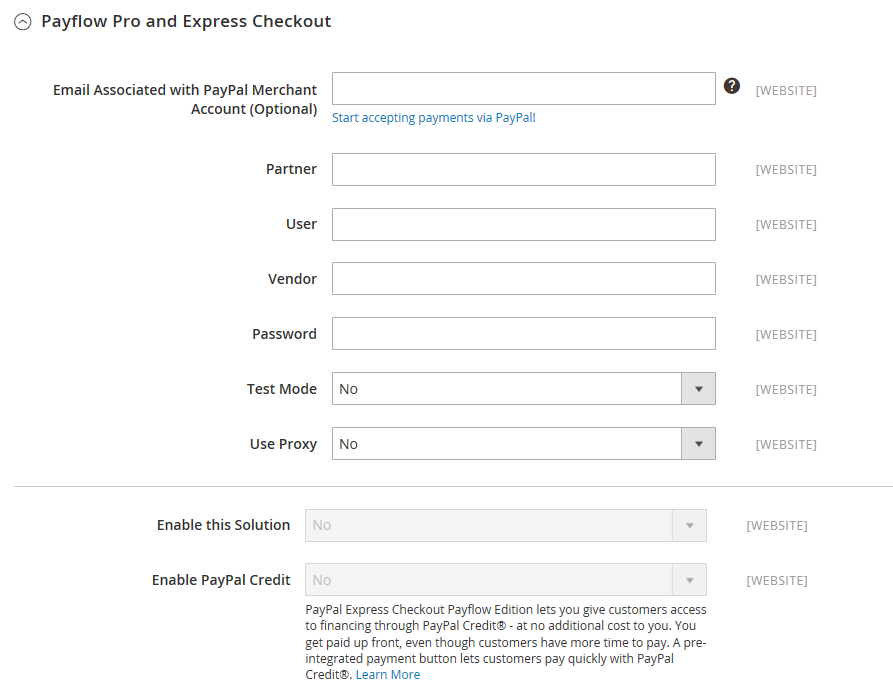 Payflow Pro and Express Checkout
Email Associated with PayPal Merchant
Account (Optional)
?
[WEBSITE]
Start accepting payments via PayPal!
Partner
[WEBSITE]
User
[WEBSITE]
Vendor
[WEBSITE]
Password
[WEBSITE]
Test Mode
No
[WEBSITE]
Use Proxy
No
[WEBSITE]
Enable this Solution
No
[WEBSITE]
Enable PayPal Credit
No
[WEBSITE]
PayPal Express Checkout Payflow Edition lets you give customers access
to financing through PayPal Credit® - at no additional cost to you. You
get paid up front, even though customers have more time to pay. A pre-
integrated payment button lets customers pay quickly with PayPal
Credit®. Learn More